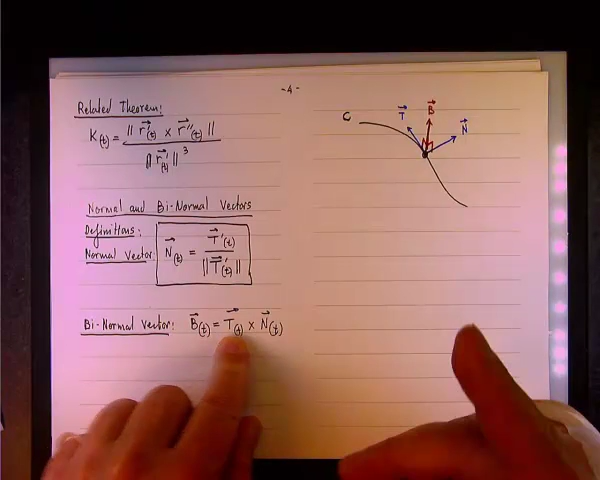 -4-
Related Theorem:
K(t) = ‖ r⃗'(t) × r⃗''(t) ‖ / ‖ r⃗'(t) ‖³
Normal and Bi-Normal Vectors
Definitions:
Normal Vector: N⃗(t) = T⃗'(t) / ‖T⃗'(t)‖
Bi-Normal Vector: B⃗(t) = T⃗(t) × N⃗(t)
C
T⃗
B⃗
N⃗